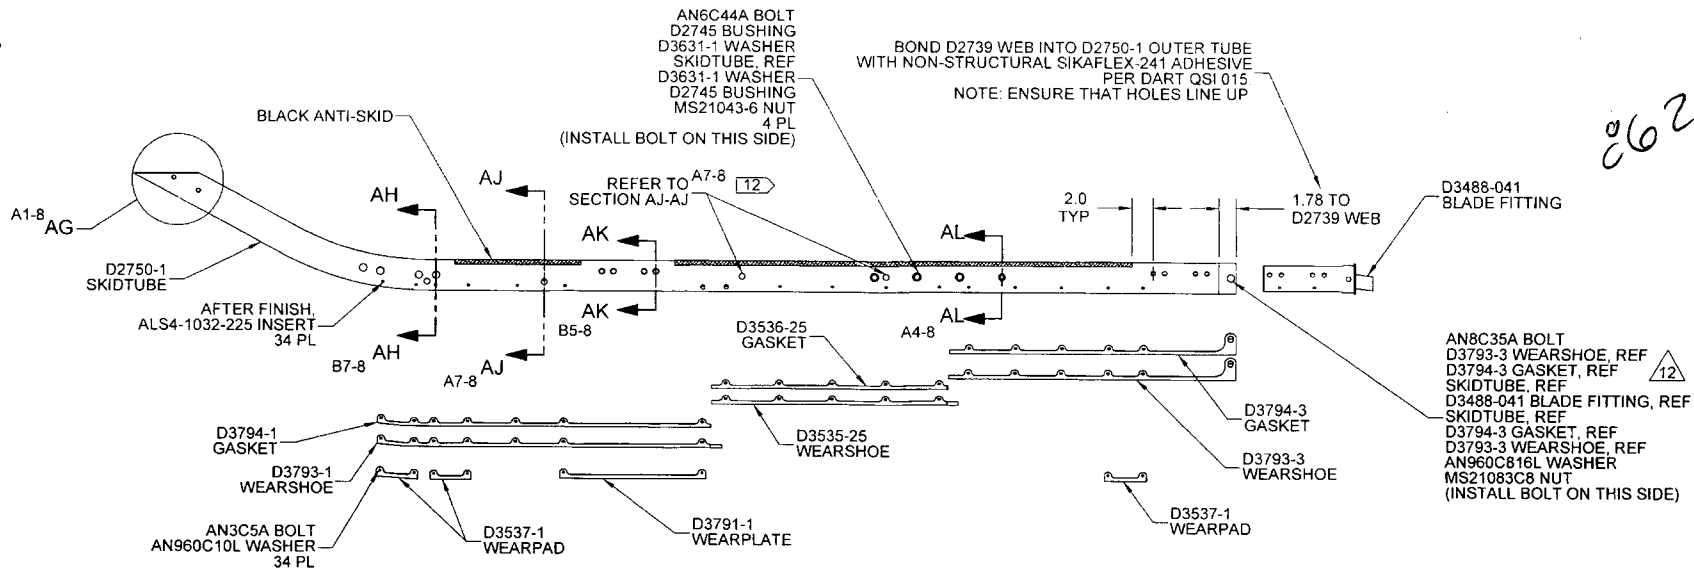 AN6C44A BOLT
D2745 BUSHING
D3631-1 WASHER
SKIDTUBE, REF
D3631-1 WASHER
D2745 BUSHING
MS21043-6 NUT
4 PL
(INSTALL BOLT ON THIS SIDE)
BOND D2739 WEB INTO D2750-1 OUTER TUBE
WITH NON-STRUCTURAL SIKAFLEX-241 ADHESIVE
PER DART QSI 015
NOTE: ENSURE THAT HOLES LINE UP
BLACK ANTI-SKID
REFER TO
SECTION AJ-AJ
A7-8
12
2.0
TYP
1.78 TO
D2739 WEB
D3488-041
BLADE FITTING
A1-8
AG
AH
AJ
AK
AL
D2750-1
SKIDTUBE
AFTER FINISH,
ALS4-1032-225 INSERT
34 PL
AH
B7-8
AJ
A7-8
AK
B5-8
AL
A4-8
D3536-25
GASKET
D3535-25
WEARSHOE
D3794-1
GASKET
D3793-1
WEARSHOE
AN3C5A BOLT
AN960C10L WASHER
34 PL
D3537-1
WEARPAD
D3791-1
WEARPLATE
D3794-3
GASKET
D3793-3
WEARSHOE
D3537-1
WEARPAD
AN8C35A BOLT
D3793-3 WEARSHOE, REF
D3794-3 GASKET, REF
SKIDTUBE, REF
D3488-041 BLADE FITTING, REF
SKIDTUBE, REF
D3794-3 GASKET, REF
D3793-3 WEARSHOE, REF
AN960C816L WASHER
MS21083C8 NUT
(INSTALL BOLT ON THIS SIDE)
12